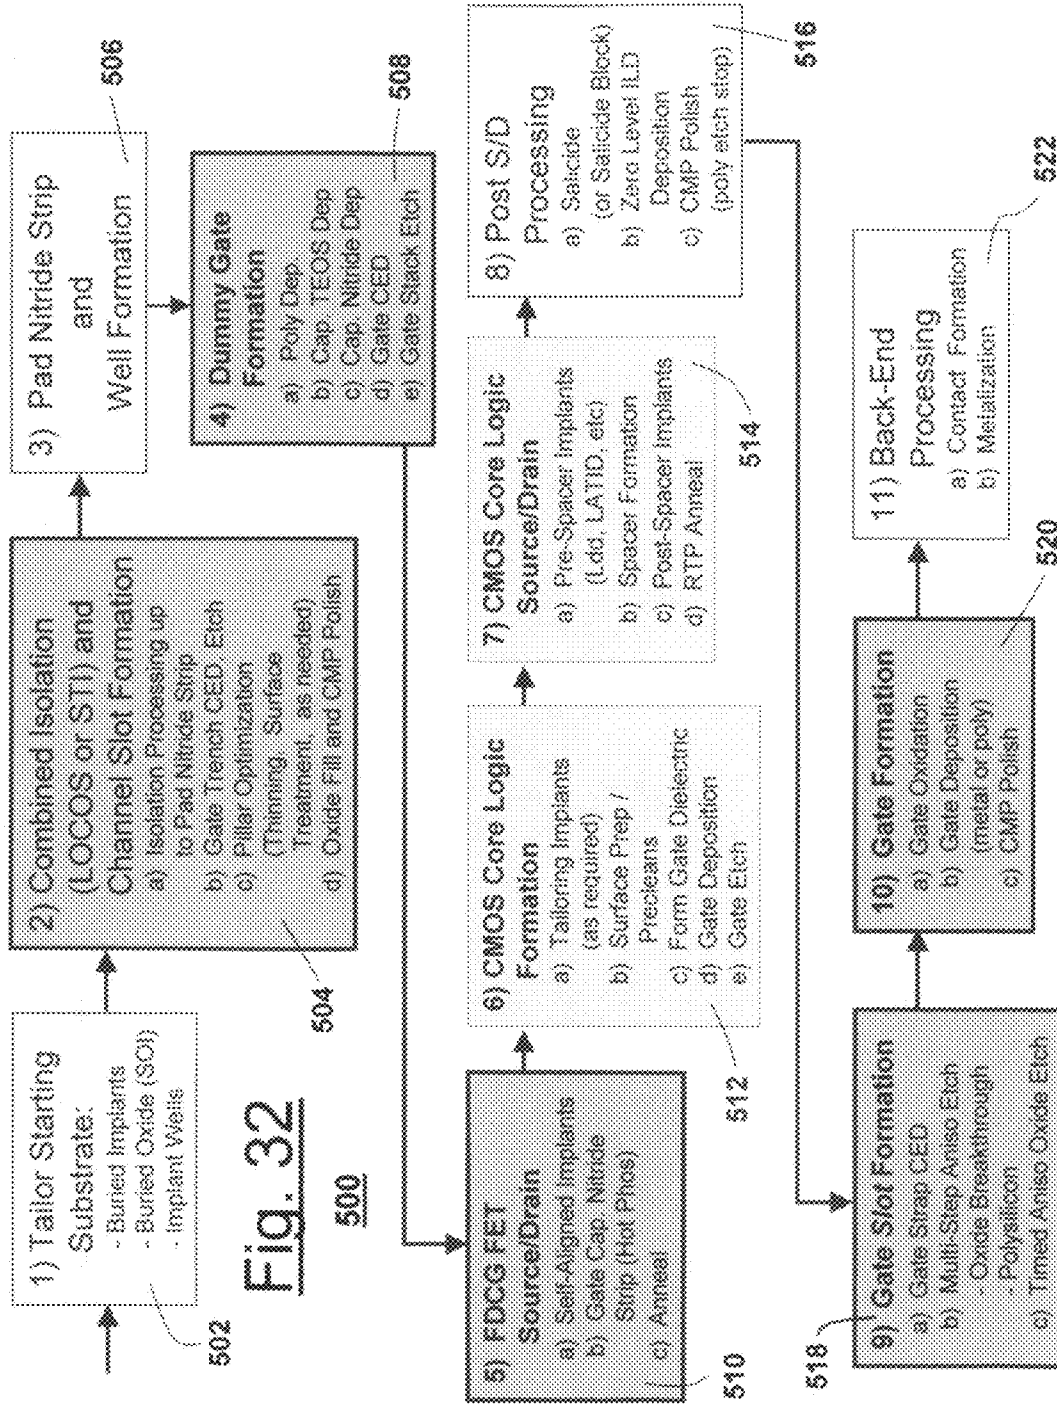 1) Tailor Starting
Substrate:
- Buried Implants
- Buried Oxide (SOI)
- Implant Wells
502
2) Combined Isolation
(LOCOS or STI) and
Channel Slot Formation
a) Isolation Processing up
to Pad Nitride Strip
b) Gate Trench CED Etch
c) Pillar Optimization
(Thinning, Surface
Treatment, as needed)
d) Oxide Fill and CMP Polish
504
3) Pad Nitride Strip
and
Well Formation
506
4) Dummy Gate
Formation
a) Poly Dep
b) Cap TEOS Dep
c) Cap Nitride Dep
d) Gate CED
e) Gate Stack Etch
508
Fig. 32
500
5) FDCG FET
Source/Drain
a) Self-Aligned Implants
b) Gate Cap Nitride
Strip (Hot Phos)
c) Anneal
510
6) CMOS Core Logic
Formation
a) Tailoring Implants
(as required)
b) Surface Prep /
Precleans
c) Form Gate Dielectric
d) Gate Deposition
e) Gate Etch
512
7) CMOS Core Logic
Source/Drain
a) Pre-Spacer Implants
(Ldd, LATID, etc)
b) Spacer Formaton
c) Post-Spacer Implants
d) RTP Anneal
514
8) Post S/D
Processing
a) Salicide
(or Salicide Block)
b) Zero Level ILD
Deposition
c) CMP Polish
(poly etch stop)
516
9) Gate Slot Formation
a) Gate Strap CED
b) Multi-Step Aniso Etch
- Oxide Breakthrough
- Polysilicon
c) Timed Aniso Oxide Etch
518
10) Gate Formation
a) Gate Oxidation
b) Gate Deposition
(metal or poly)
c) CMP Polish
520
11) Back-End
Processing
a) Contact Formation
b) Metalization
522